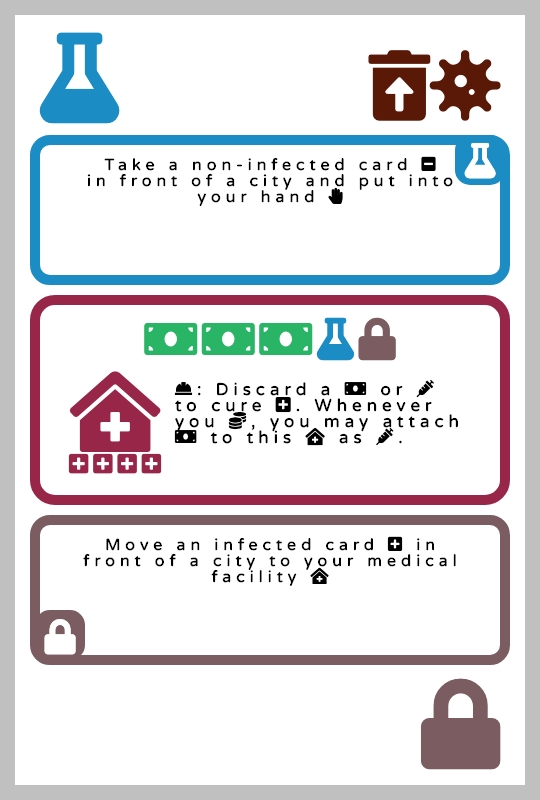 Take a non-infected card
in front of a city and put into
your hand
: Discard a or
to cure . Whenever
you , you may attach
to this as .
Move an infected card in
front of a city to your medical
facility